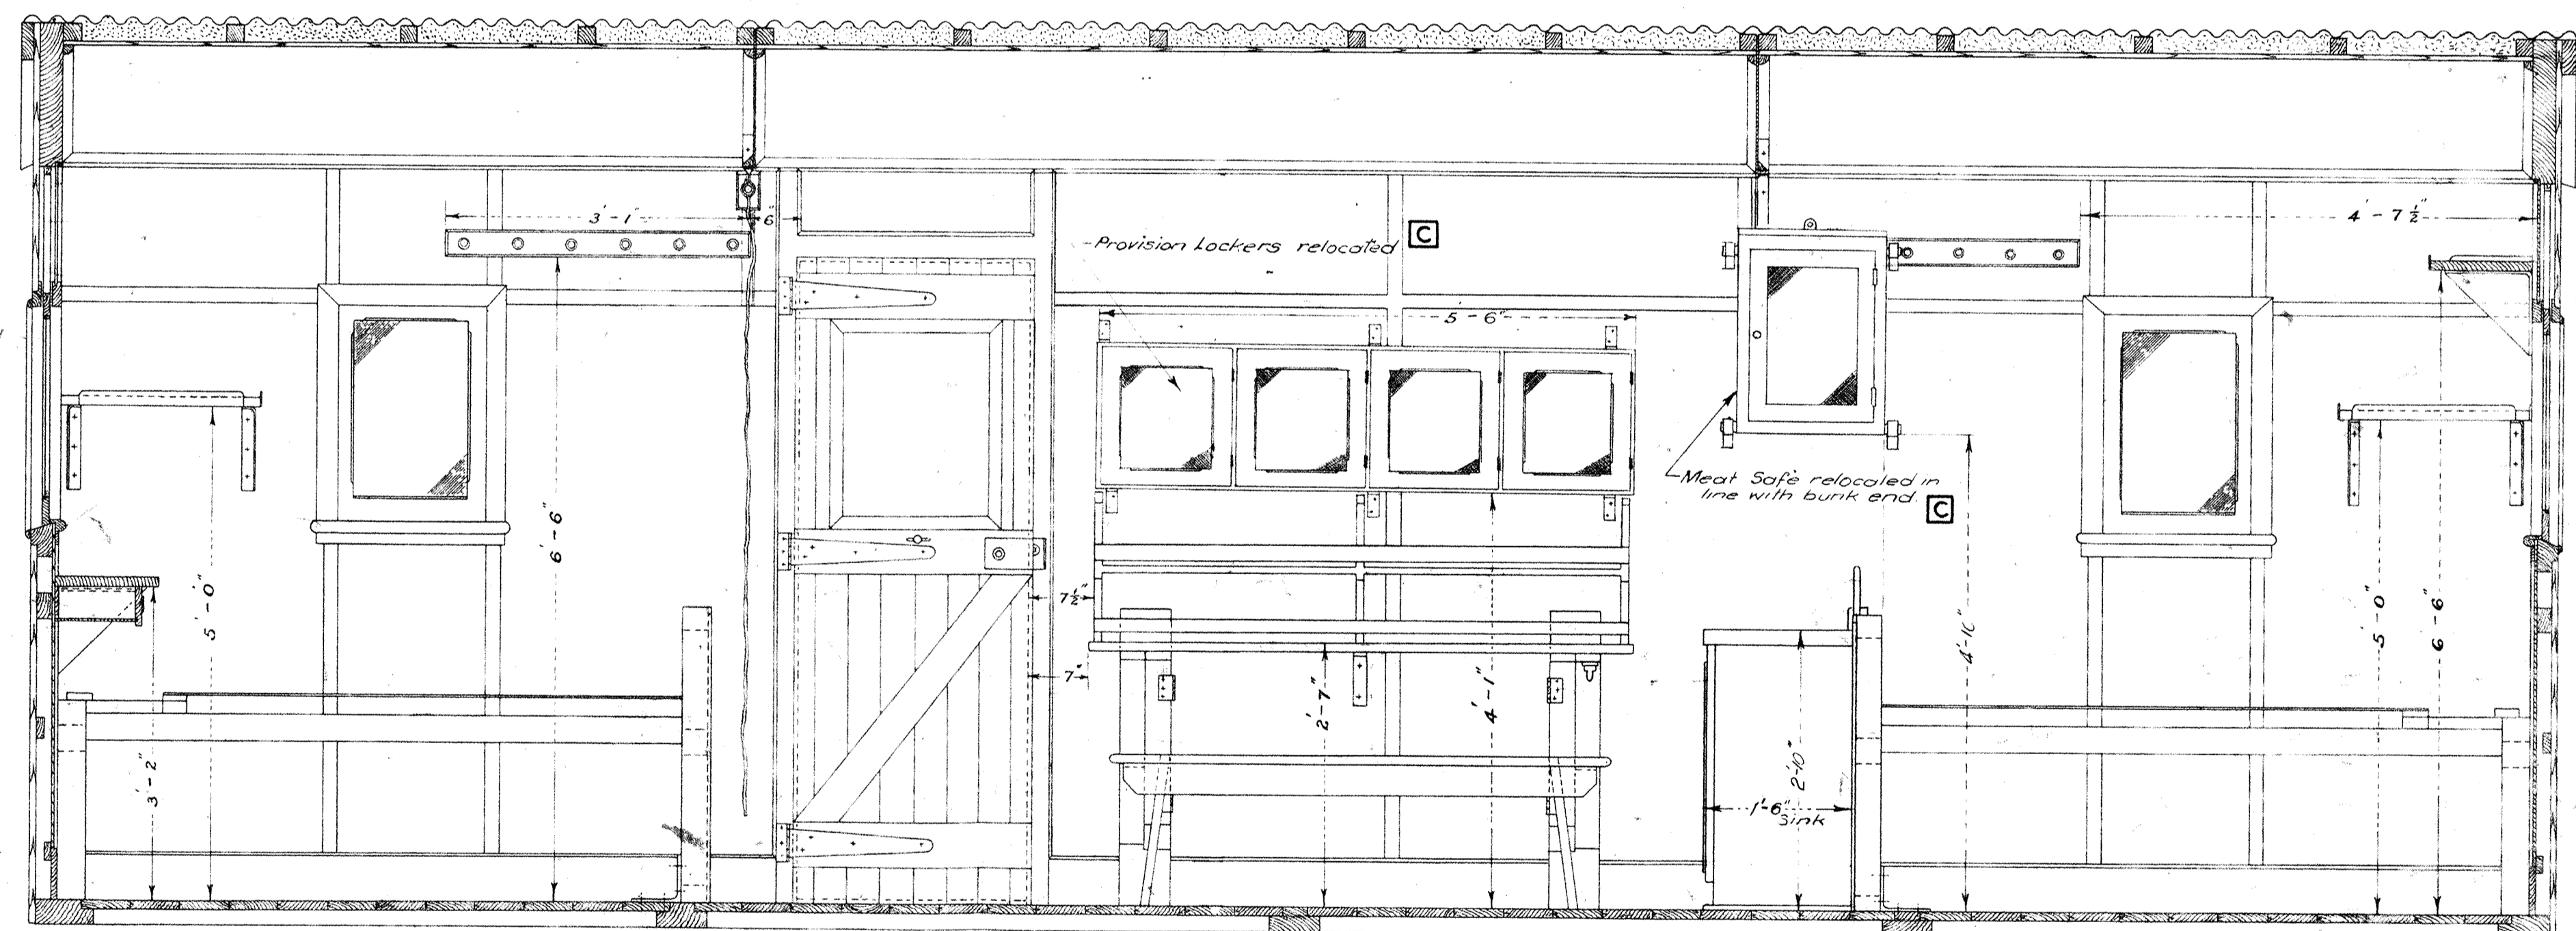 3'-1"
6"
4'-7½"
-Provision Lockers relocated
C
5-6"
Meat Safe relocated in
line with bunk end.
C
6'-6"
5'-0"
3'-2"
7½"
7"
2'-7"
4'-1"
2'-10"
1'-6"
Sink
5'-0"
6'-6"